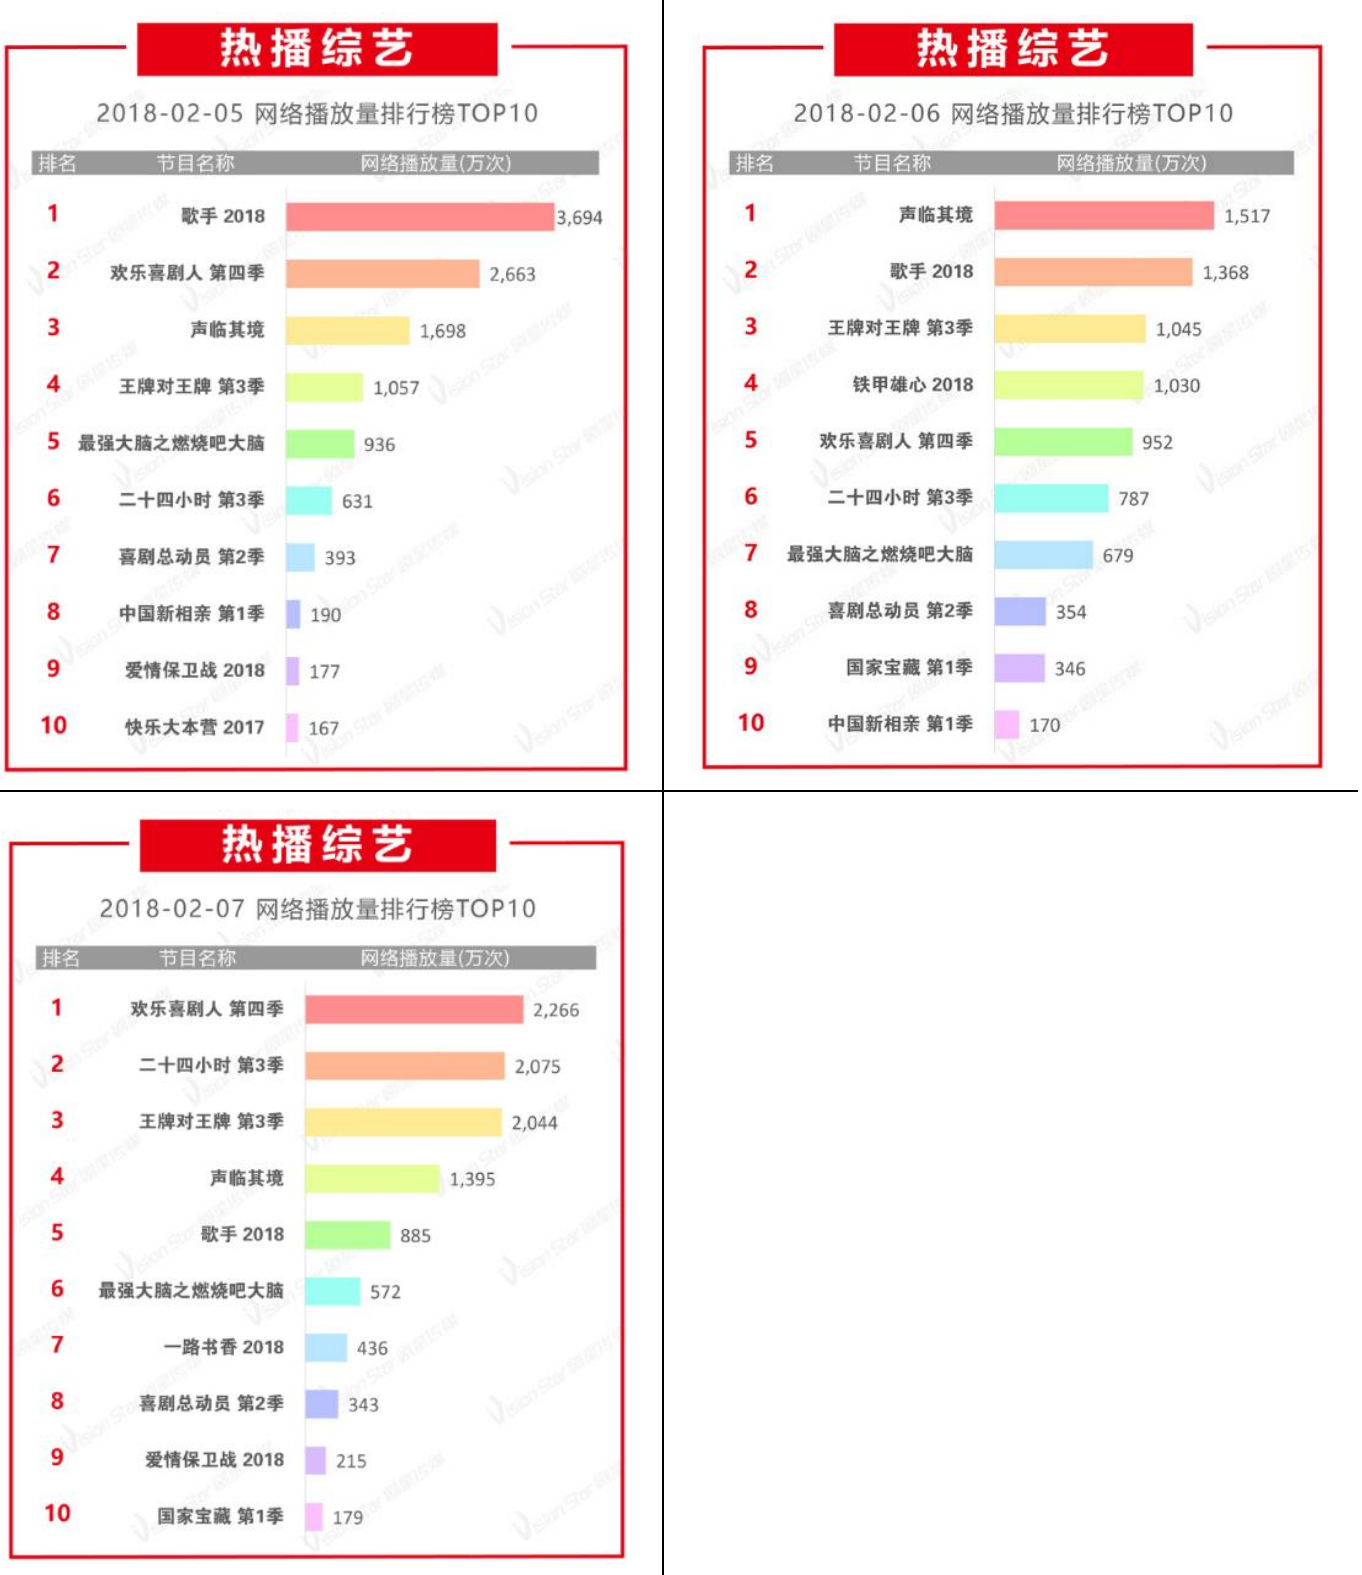 热播综艺
2018-02-05 网络播放量排行榜TOP10
排名 节目名称 网络播放量(万次)
1 歌手 2018 3,694
2 欢乐喜剧人 第四季 2,663
3 声临其境 1,698
4 王牌对王牌 第3季 1,057
5 最强大脑之燃烧吧大脑 936
6 二十四小时 第3季 631
7 喜剧总动员 第2季 393
8 中国新相亲 第1季 190
9 爱情保卫战 2018 177
10 快乐大本营 2017 167
热播综艺
2018-02-06 网络播放量排行榜TOP10
排名 节目名称 网络播放量(万次)
1 声临其境 1,517
2 歌手 2018 1,368
3 王牌对王牌 第3季 1,045
4 铁甲雄心 2018 1,030
5 欢乐喜剧人 第四季 952
6 二十四小时 第3季 787
7 最强大脑之燃烧吧大脑 679
8 喜剧总动员 第2季 354
9 国家宝藏 第1季 346
10 中国新相亲 第1季 170
热播综艺
2018-02-07 网络播放量排行榜TOP10
排名 节目名称 网络播放量(万次)
1 欢乐喜剧人 第四季 2,266
2 二十四小时 第3季 2,075
3 王牌对王牌 第3季 2,044
4 声临其境 1,395
5 歌手 2018 885
6 最强大脑之燃烧吧大脑 572
7 一路书香 2018 436
8 喜剧总动员 第2季 343
9 爱情保卫战 2018 215
10 国家宝藏 第1季 179